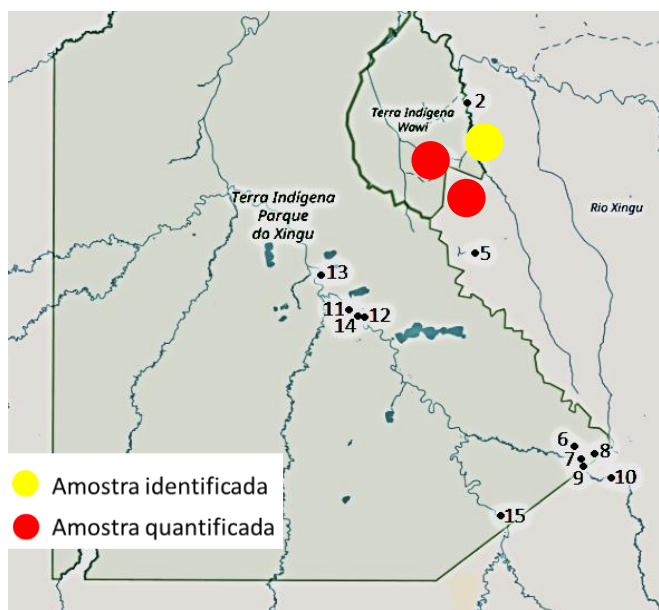 2
Terra Indígena
Wawi
Terra Indígena
Parque
do Xingu
Rio Xingu
5
13
11
14
12
6
7
8
9
10
15
Amostra identificada
Amostra quantificada